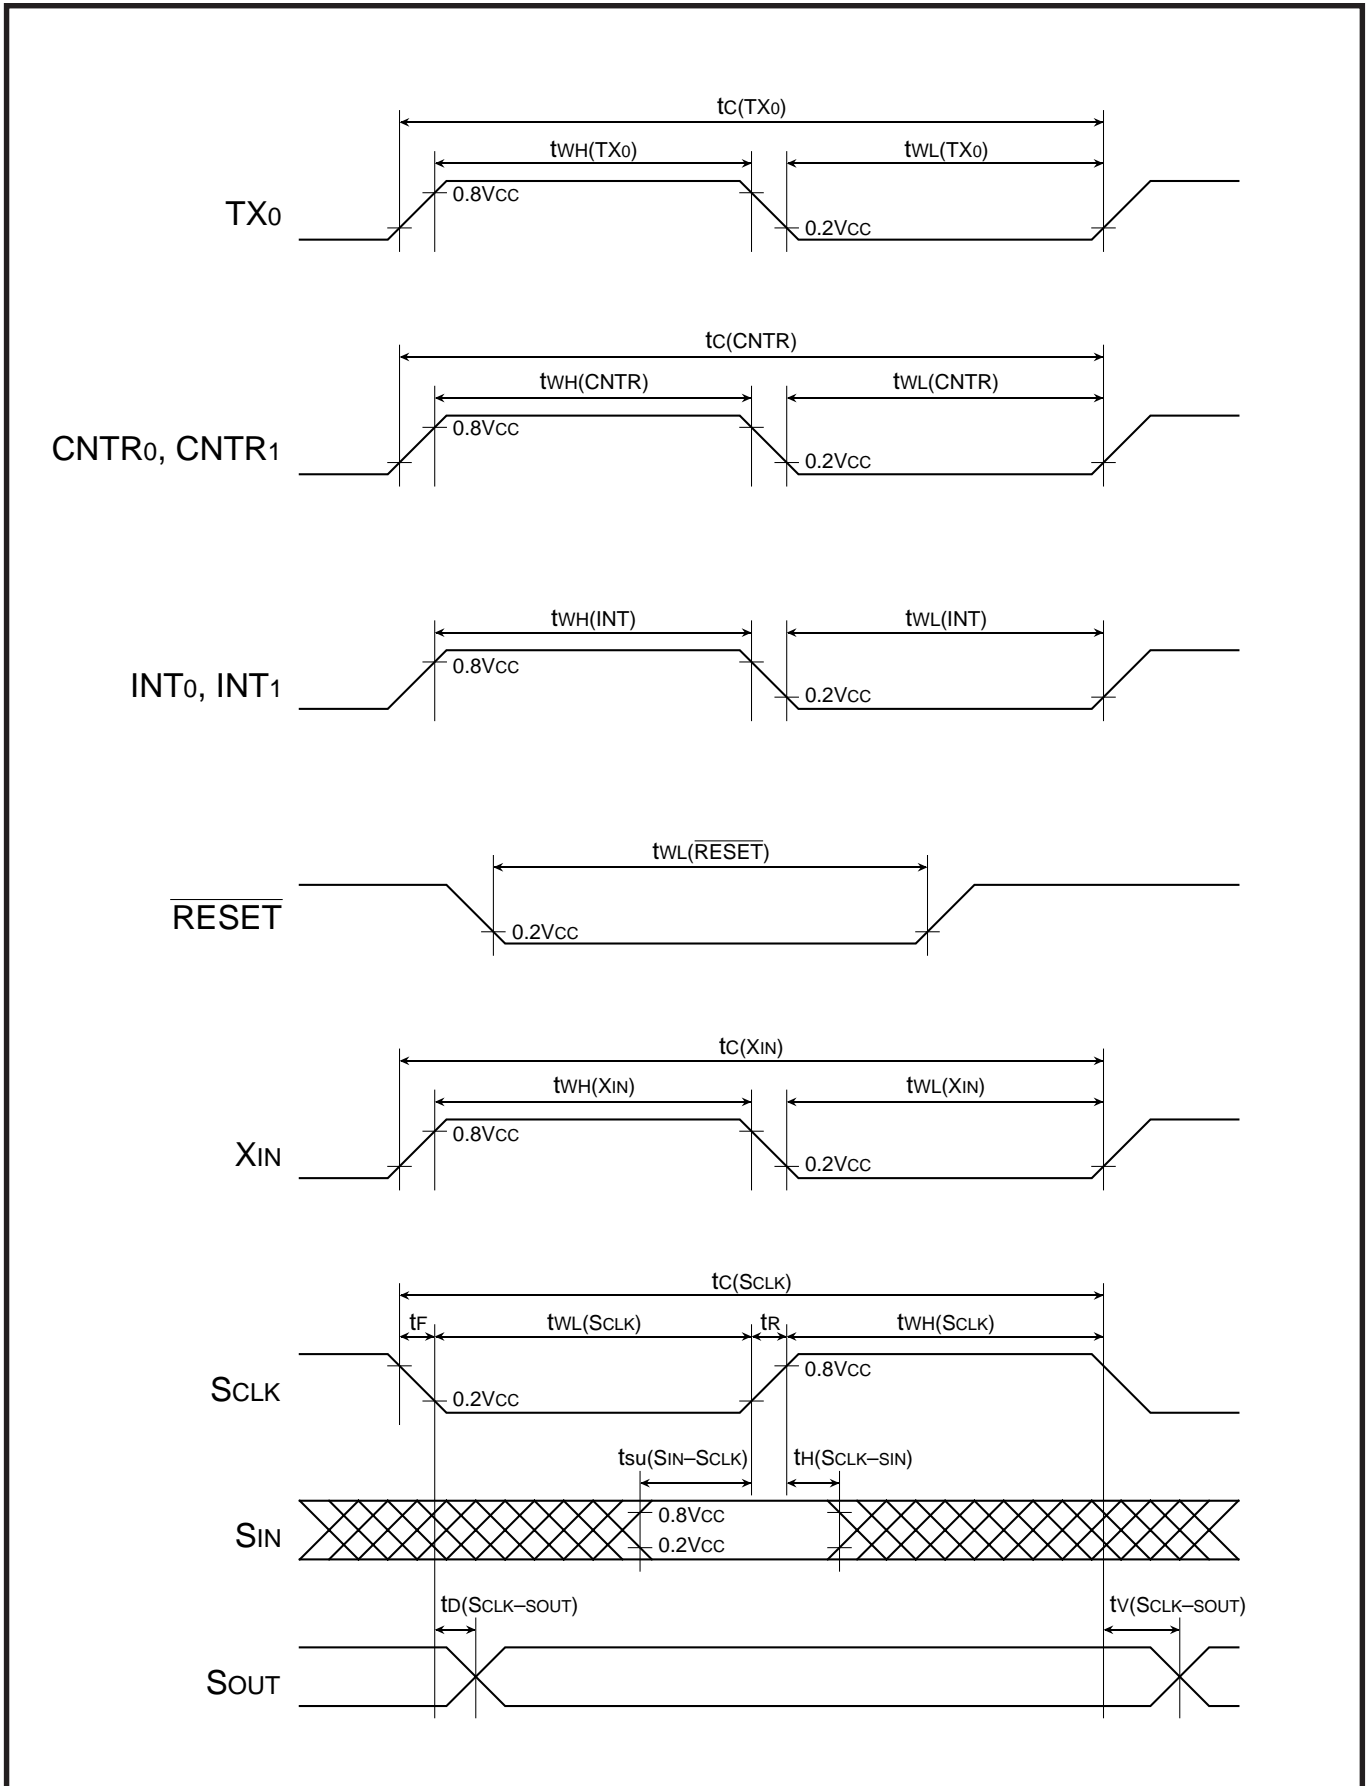 tC(TX0)
tWH(TX0) tWL(TX0)
0.8VCC
TX0
0.2VCC
tC(CNTR)
tWH(CNTR) tWL(CNTR)
0.8VCC
CNTR0, CNTR1
0.2VCC
tWH(INT) tWL(INT)
0.8VCC
INT0, INT1
0.2VCC
tWL(RESET)
RESET
0.2VCC
tC(XIN)
tWH(XIN) tWL(XIN)
0.8VCC
XIN
0.2VCC
tC(SCLK)
tF tWL(SCLK) tR tWH(SCLK)
0.8VCC
SCLK
0.2VCC
tsu(SIN–SCLK) tH(SCLK–SIN)
0.8VCC
SIN
0.2VCC
tD(SCLK–SOUT) tV(SCLK–SOUT)
SOUT